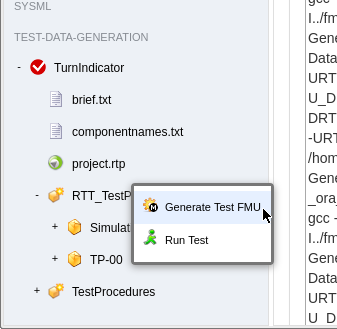 SYSML
TEST-DATA-GENERATION
- TurnIndicator
brief.txt
componentnames.txt
project.rtp
- RTT_TestP
+ Simulat
+ TP-00
+ TestProcedures
Generate Test FMU
Run Test
gcc
I../fm
Gene
Data
URT
U_D
DRT
-URT
/hom
Gene
_ora_
gcc -
I../fm
Gene
Data
URT
U_D